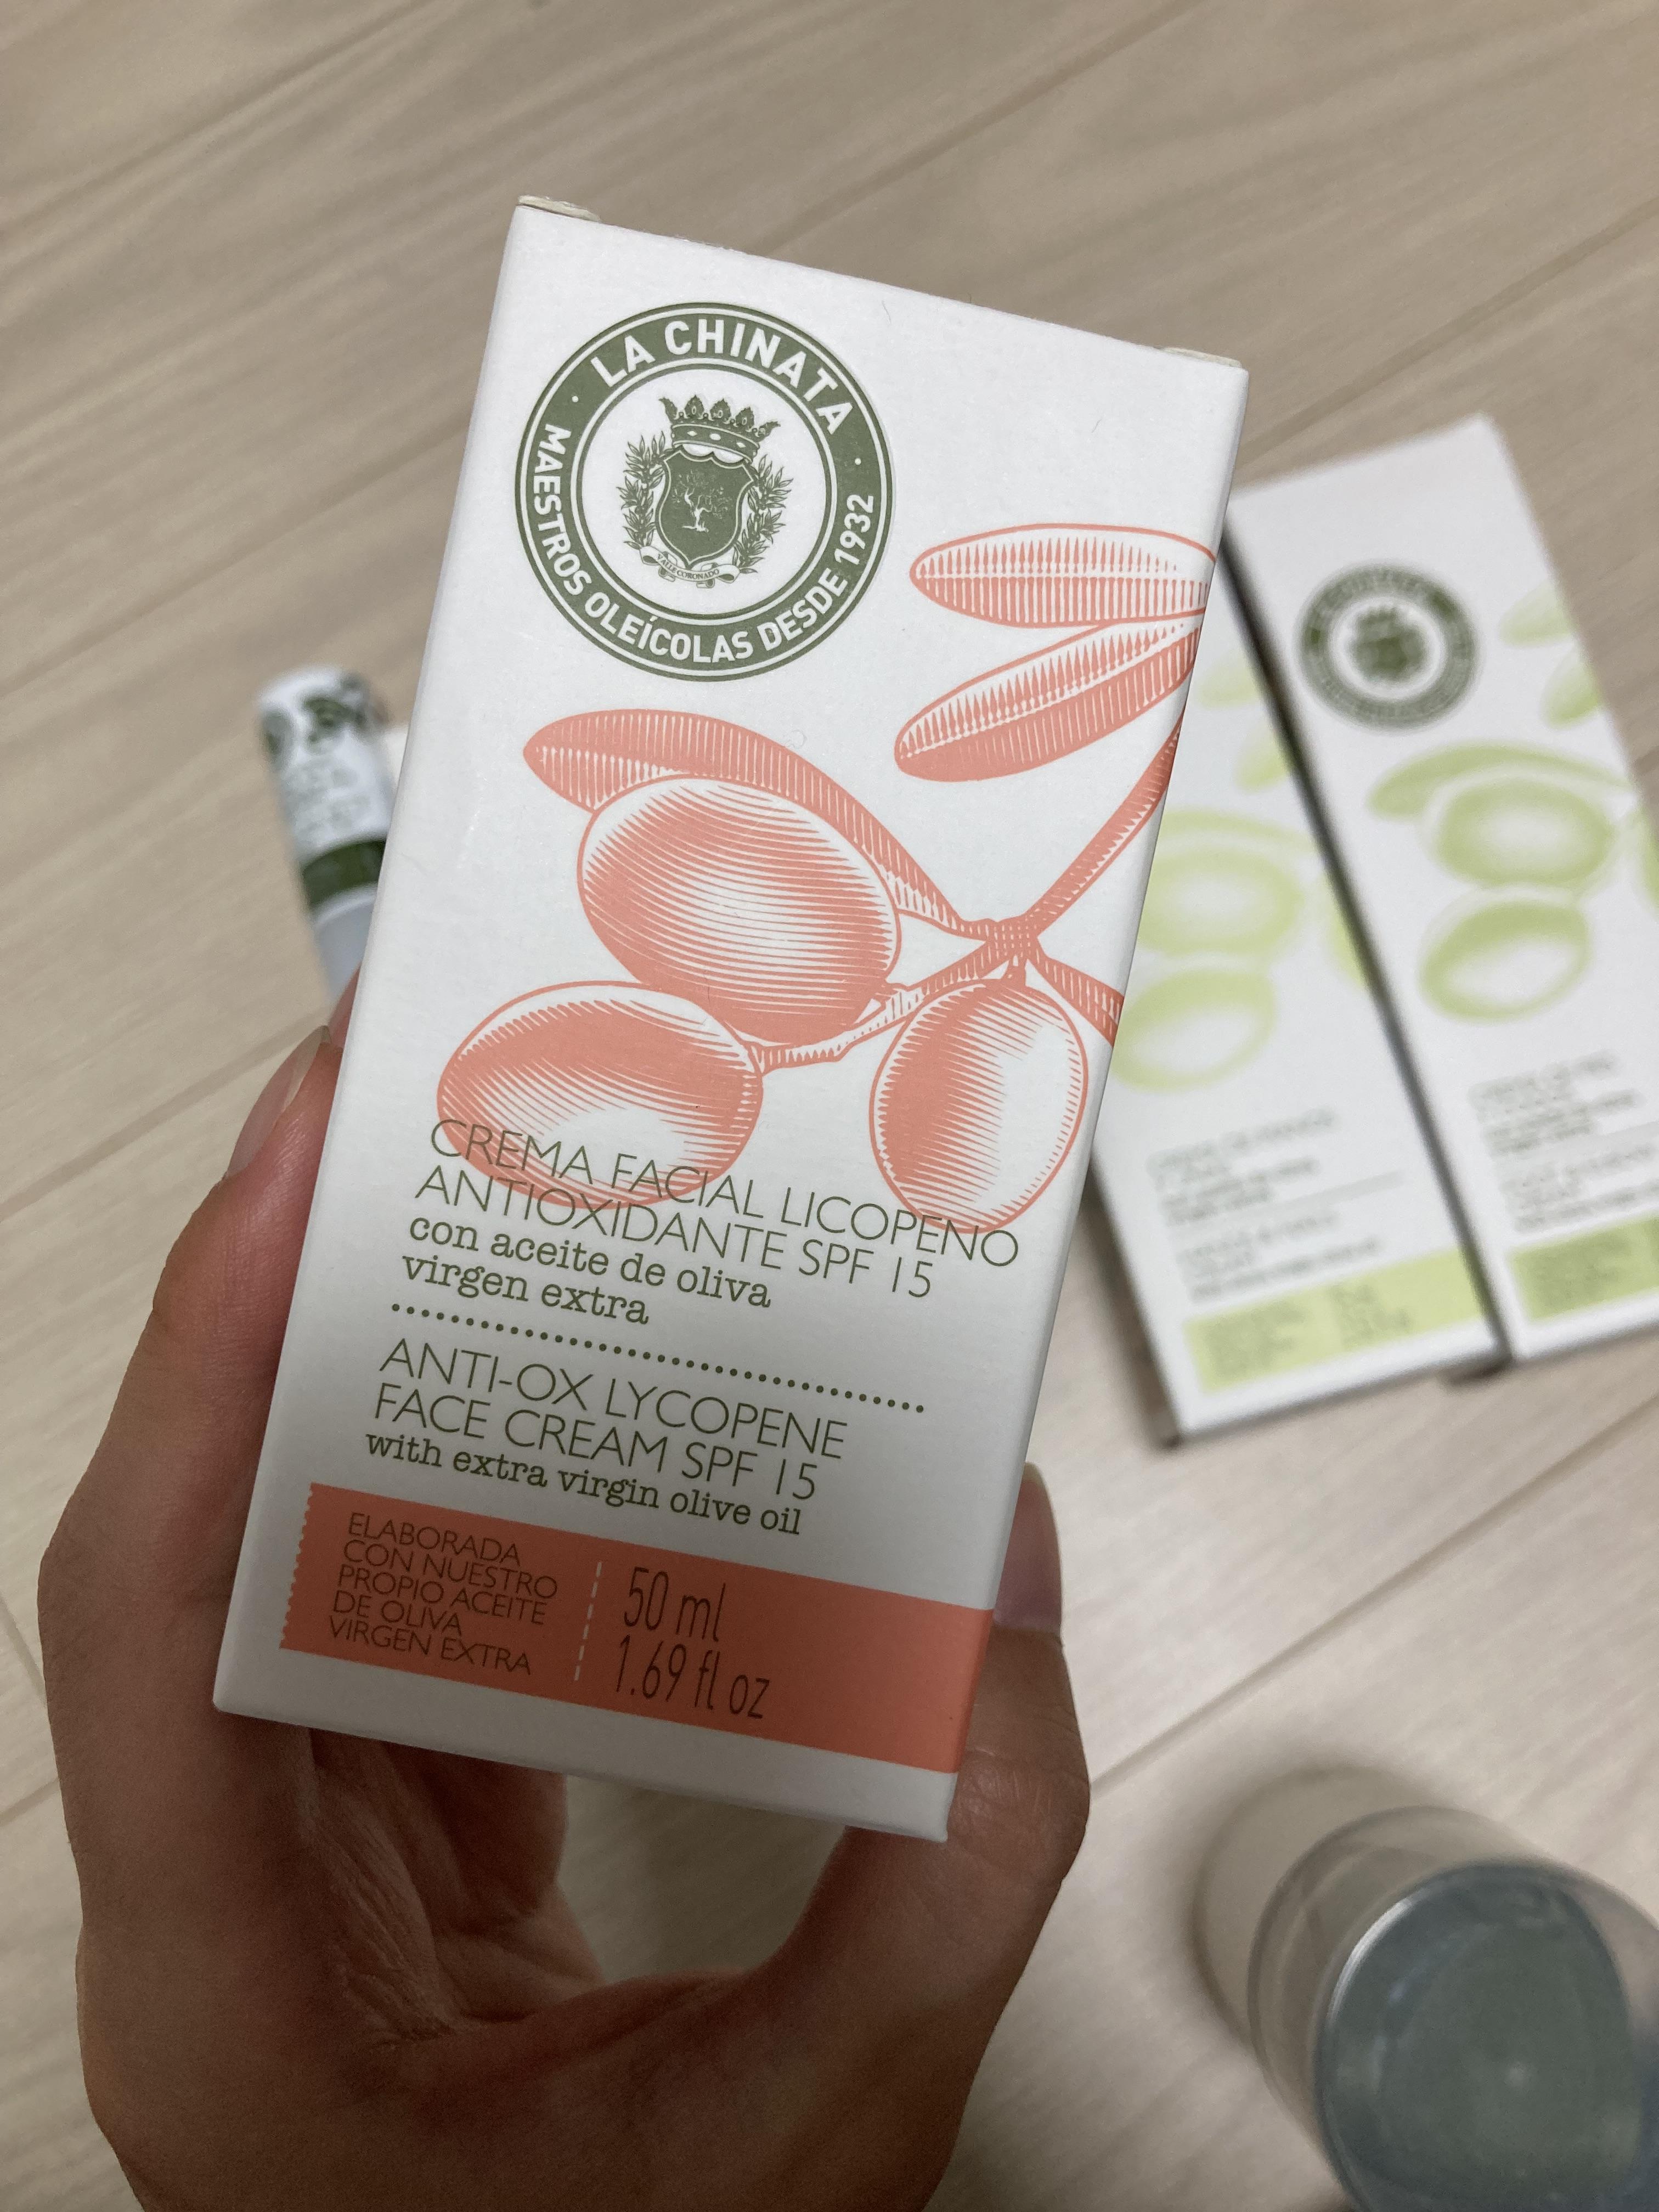 LA CHINATA
MAESTROS OLEÍCOLAS DESDE 1932
VALLE CORONADO
CREMA FACIAL LICOPENO
ANTIOXIDANTE SPF 15
con aceite de oliva
virgen extra
ANTI-OX LYCOPENE
FACE CREAM SPF 15
with extra virgin olive oil
ELABORADA
CON NUESTRO
PROPIO ACEITE
DE OLIVA
VIRGEN EXTRA
50 ml
1.69 fl oz